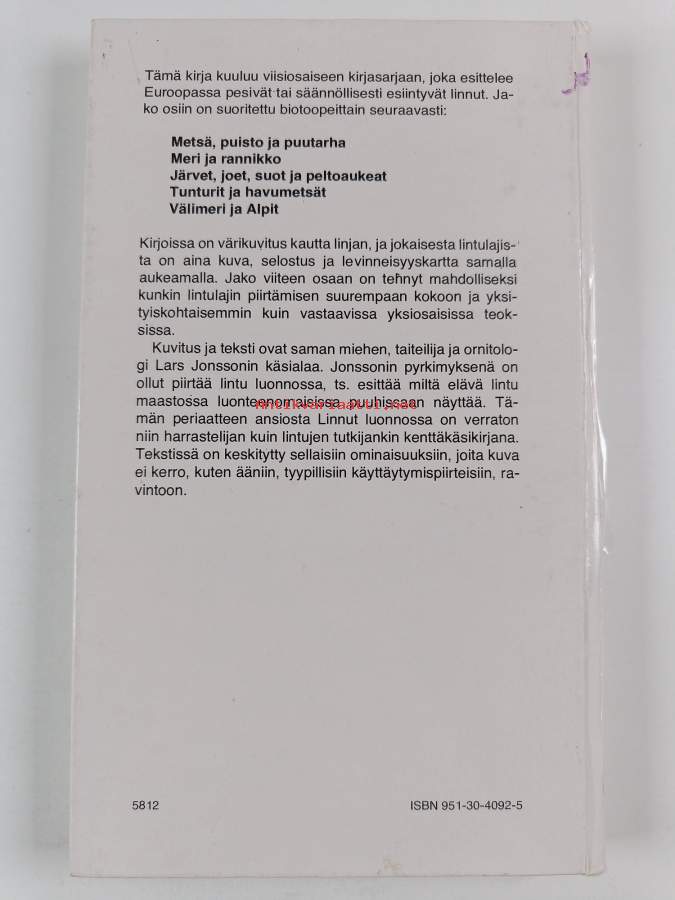 Tämä kirja kuuluu viisiosaiseen kirjasarjaan, joka esittelee
Euroopassa pesivät tai säännöllisesti esiintyvät linnut. Ja-
ko osiin on suoritettu biotoopeittain seuraavasti:
Metsä, puisto ja puutarha
Meri ja rannikko
Järvet, joet, suot ja peltoaukeat
Tunturit ja havumetsät
Välimeri ja Alpit
Kirjoissa on värikuvitus kautta linjan, ja jokaisesta lintulajis-
ta on aina kuva, selostus ja levinneisyyskartta samalla
aukeamalla. Jako viiteen osaan on tehnyt mahdolliseksi
kunkin lintulajin piirtämisen suurempaan kokoon ja yksi-
tyiskohtaisemmin kuin vastaavissa yksiosaisissa teok-
sissa.
Kuvitus ja teksti ovat saman miehen, taiteilija ja ornitolo-
gi Lars Jonssonin käsialaa. Jonssonin pyrkimyksenä on
ollut piirtää lintu luonnossa, ts. esittää miltä elävä lintu
maastossa luonteenomaisissa puuhissaan näyttää. Tä-
antikvariaatti.net
män periaatteen ansiosta Linnut luonnossa on verraton
niin harrastelijan kuin lintujen tutkijankin kenttäkäsikirjana.
Tekstissä on keskitytty sellaisiin ominaisuuksiin, joita kuva
ei kerro, kuten ääniin, tyypillisiin käyttäytymispiirteisiin, ra-
vintoon.
5812
ISBN 951-30-4092-5